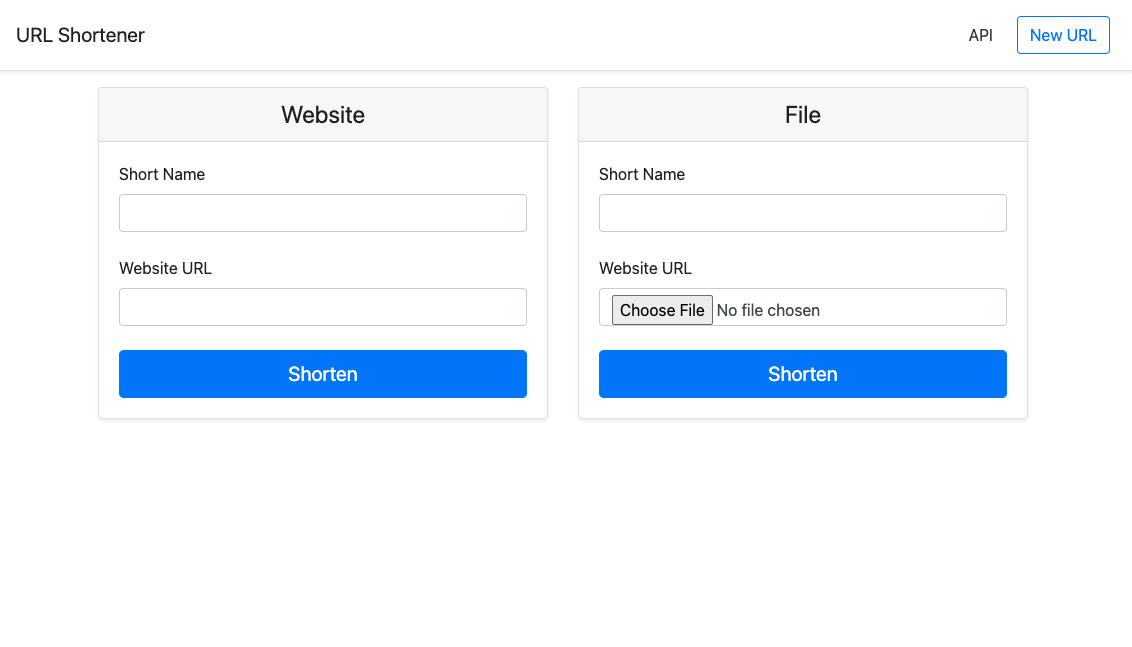 URL Shortener
API
New URL
Website
Short Name
Website URL
Shorten
File
Short Name
Website URL
Choose File No file chosen
Shorten